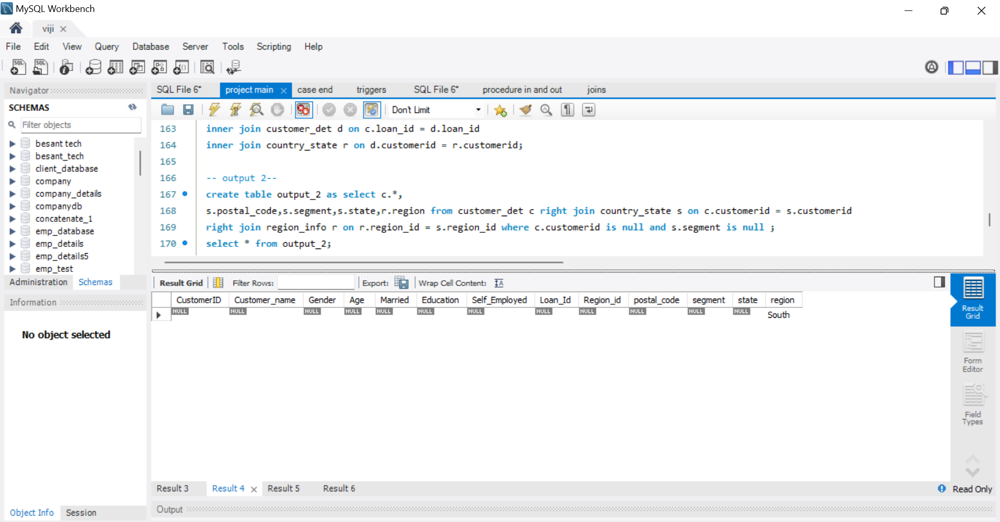 MySQL Workbench
viji
File Edit View Query Database Server Tools Scripting Help
Navigator
SCHEMAS
Filter objects
besant tech
besant_tech
client_database
company
company_details
companydb
concatenate_1
emp_database
emp_details
emp_details5
emp_test
Administration Schemas
Information
No object selected
Object Info Session
SQL File 6* project main case end triggers SQL File 6* procedure in and out joins
Don't Limit
163 inner join customer_det d on c.loan_id = d.loan_id
164 inner join country_state r on d.customerid = r.customerid;
165
166 -- output 2--
167 create table output_2 as select c.*,
168 s.postal_code,s.segment,s.state,r.region from customer_det c right join country_state s on c.customerid = s.customerid
169 right join region_info r on r.region_id = s.region_id where c.customerid is null and s.segment is null ;
170 select * from output_2;
Result Grid Filter Rows: Export: Wrap Cell Content:
CustomerID Customer_name Gender Age Married Education Self_Employed Loan_Id Region_id postal_code segment state region
NULL NULL NULL NULL NULL NULL NULL NULL NULL NULL NULL NULL South
Result
Grid
Form
Editor
Field
Types
Result 3 Result 4 Result 5 Result 6
Read Only
Output